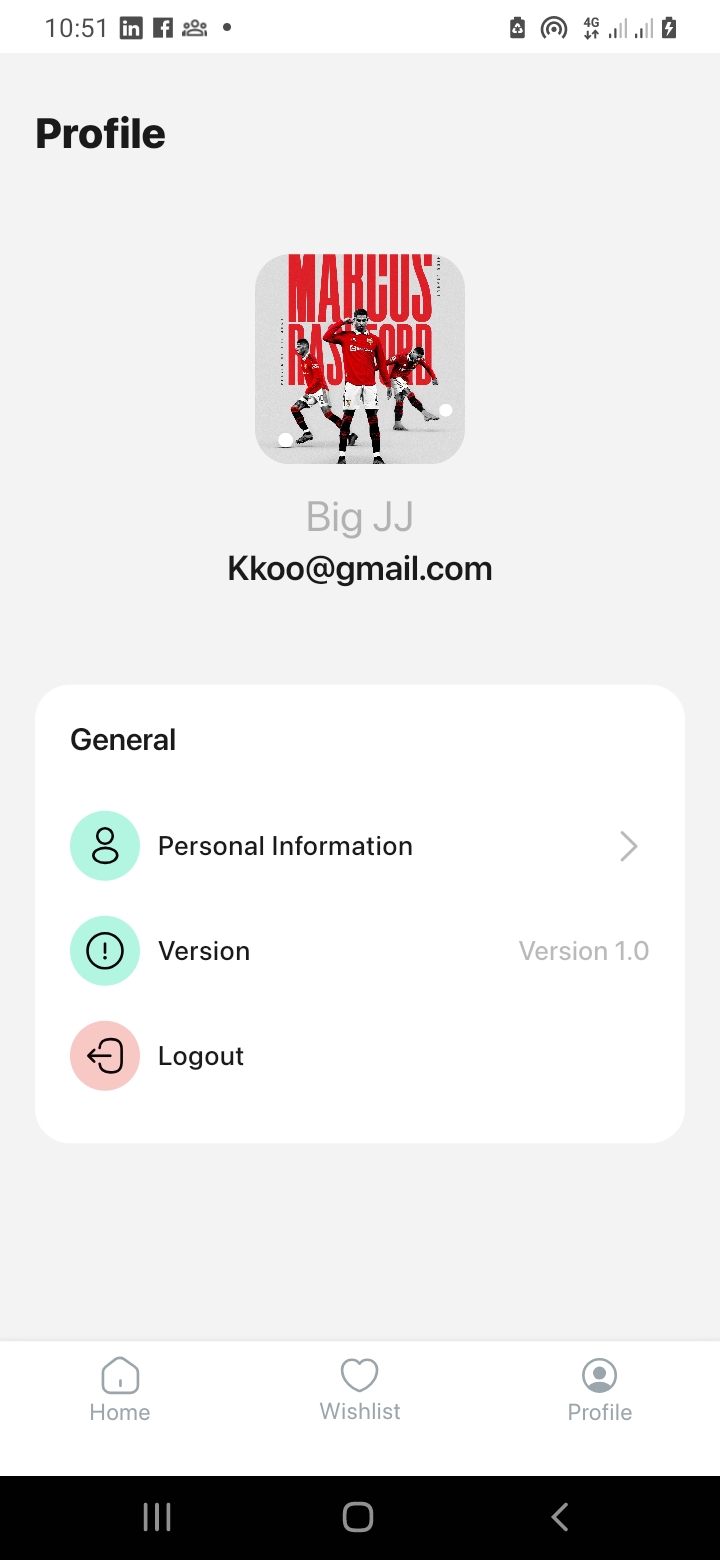 10:51
4G
Profile
MARCUS
RASHFORD
Big JJ
Kkoo@gmail.com
General
Personal Information
Version
Version 1.0
Logout
Home
Wishlist
Profile